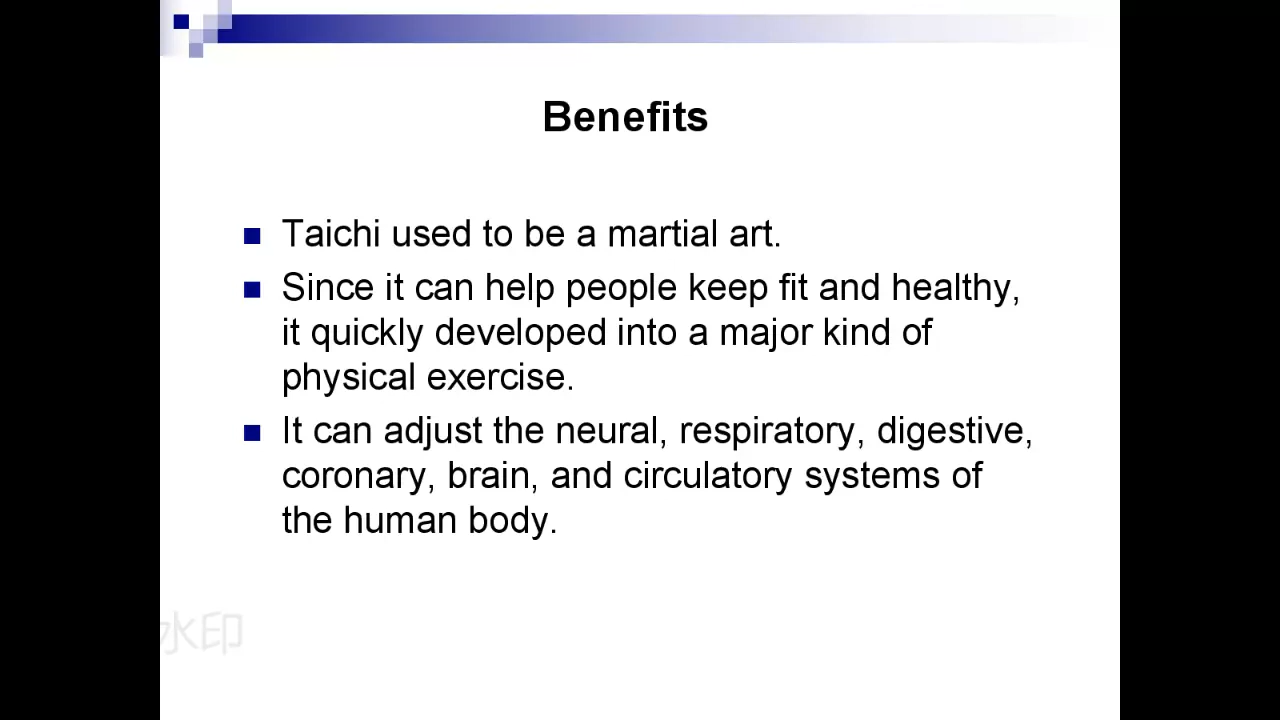 Benefits
Taichi used to be a martial art.
Since it can help people keep fit and healthy,
it quickly developed into a major kind of
physical exercise.
It can adjust the neural, respiratory, digestive,
coronary, brain, and circulatory systems of
the human body.
水印